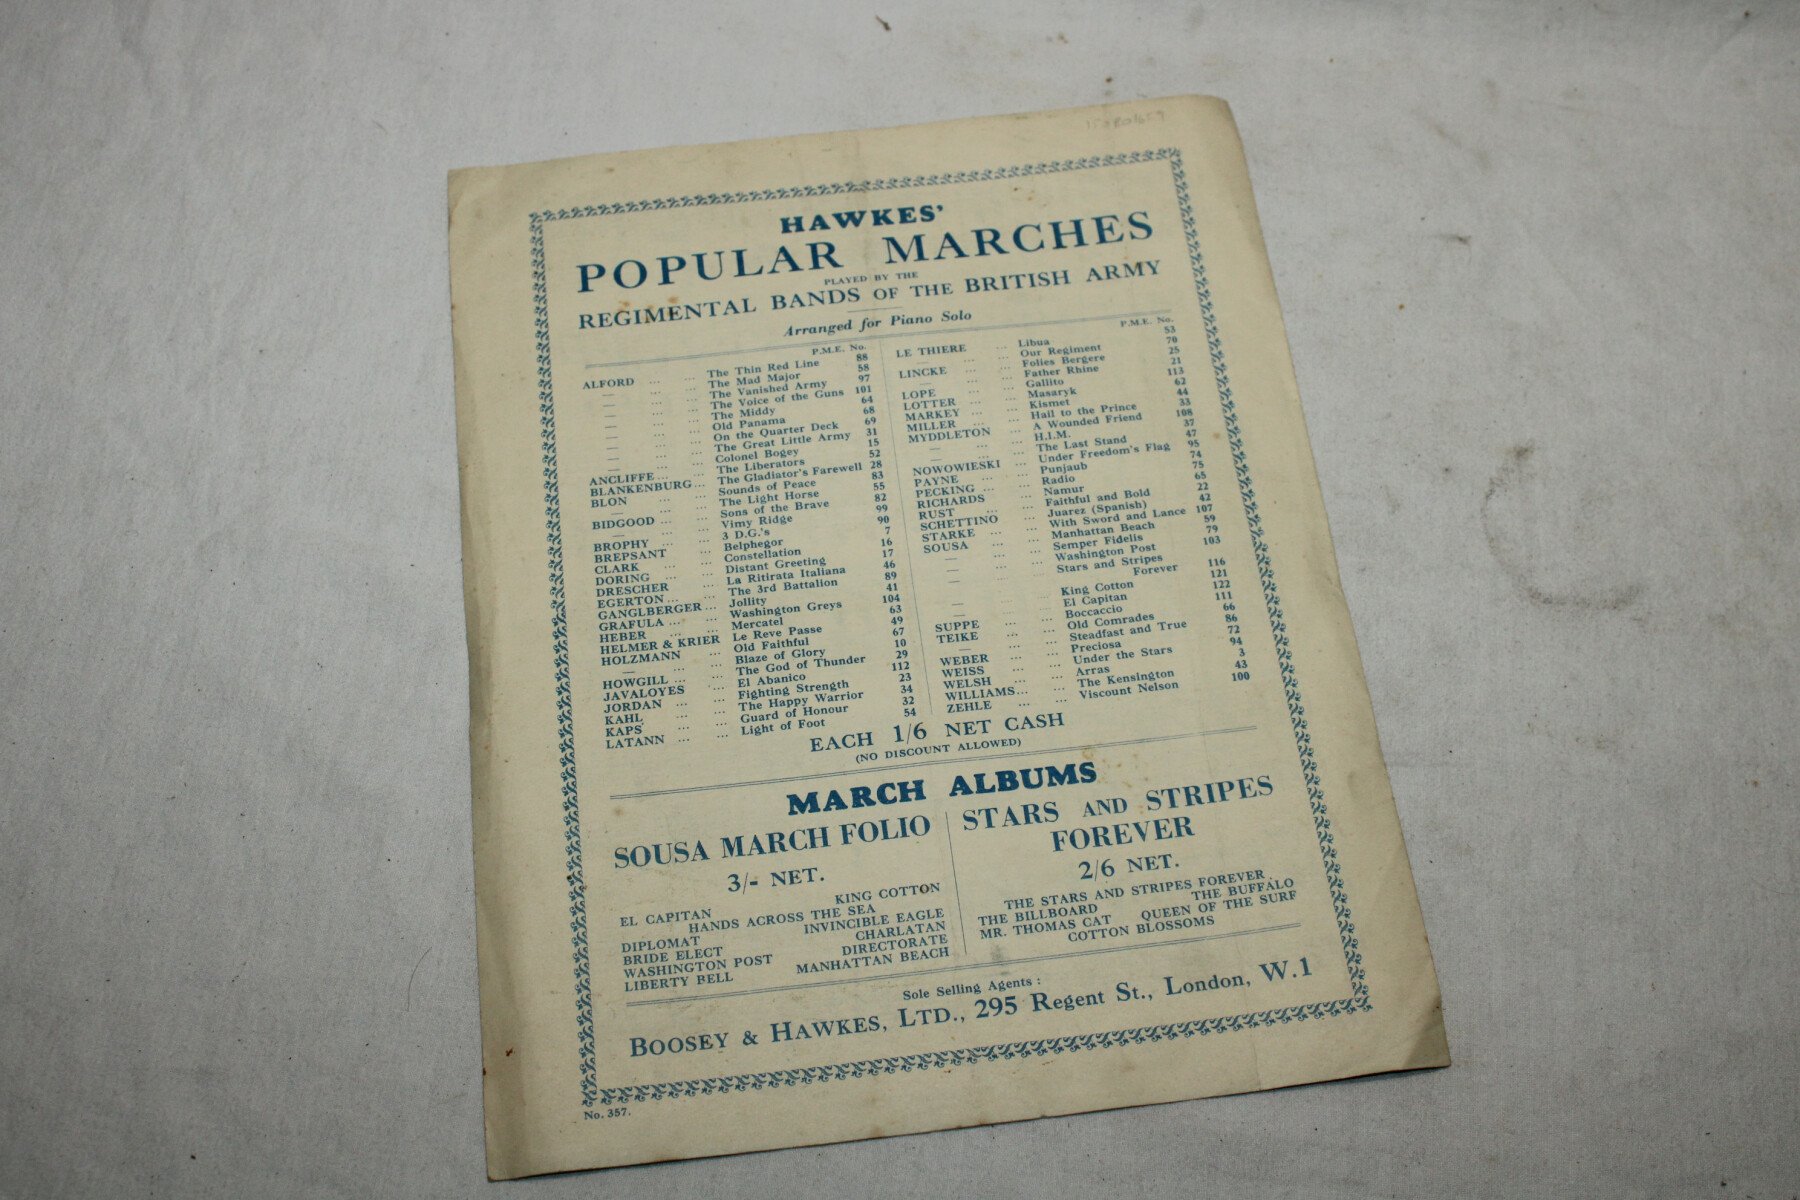 HAWKES'
POPULAR MARCHES
PLAYED BY THE
REGIMENTAL BANDS OF THE BRITISH ARMY
Arranged for Piano Solo
P.M.E. No.
ALFORD ... ... The Thin Red Line 88
— ... ... The Mad Major 58
— ... ... The Vanished Army 97
— ... ... The Voice of the Guns 101
— ... ... The Middy 64
— ... ... Old Panama 68
— ... ... On the Quarter Deck 69
— ... ... The Great Little Army 31
— ... ... Colonel Bogey 15
ANCLIFFE ... ... The Liberators 52
BLANKENBURG ... The Gladiator's Farewell 28
BLON ... ... Sounds of Peace 83
— ... ... The Light Horse 55
BIDGOOD ... ... Sons of the Brave 82
— ... ... Vimy Ridge 99
BROPHY ... ... 3 D.G.'s 90
BREPSANT ... Belphegor 7
CLARK ... ... Constellation 16
DORING ... ... Distant Greeting 17
DRESCHER ... La Ritirata Italiana 46
EGERTON ... ... The 3rd Battalion 89
GANGLBERGER ... Jollity 41
GRAFULA ... ... Washington Greys 104
HEBER ... ... Mercatel 63
HELMER & KRIER Le Reve Passe 49
HOLZMANN ... Old Faithful 67
— ... ... Blaze of Glory 10
HOWGILL ... ... The God of Thunder 29
JAVALOYES ... El Abanico 112
JORDAN ... ... Fighting Strength 23
KAHL ... ... The Happy Warrior 34
KAPS ... ... Guard of Honour 32
LATANN ... ... Light of Foot 54
P.M.E. No.
LE THIERE ... Libua 53
— ... ... Our Regiment 70
LINCKE ... ... Folies Bergere 25
— ... ... Father Rhine 21
LOPE ... ... Gallito 113
LOTTER ... ... Masaryk 62
MARKEY ... ... Kismet 44
MILLER ... ... Hail to the Prince 33
MYDDLETON ... A Wounded Friend 108
— ... ... H.I.M. 37
— ... ... The Last Stand 47
NOWOWIESKI ... Under Freedom's Flag 95
PAYNE ... ... Punjaub 74
PECKING ... ... Radio 75
RICHARDS ... Namur 65
RUST ... ... Faithful and Bold 22
SCHETTINO ... Juarez (Spanish) 42
STARKE ... ... With Sword and Lance 107
SOUSA ... ... Manhattan Beach 59
— ... ... Semper Fidelis 79
— ... ... Washington Post 103
— ... ... Stars and Stripes
Forever 116
— ... ... King Cotton 121
— ... ... El Capitan 122
SUPPE ... ... Boccaccio 111
TEIKE ... ... Old Comrades 66
— ... ... Steadfast and True 86
WEBER ... ... Preciosa 72
WEISS ... ... Under the Stars 94
WELSH ... ... Arras 3
WILLIAMS ... ... The Kensington 43
ZEHLE ... ... Viscount Nelson 100
EACH 1/6 NET CASH
(NO DISCOUNT ALLOWED)
MARCH ALBUMS
SOUSA MARCH FOLIO
3/- NET.
EL CAPITAN KING COTTON
HANDS ACROSS THE SEA
DIPLOMAT INVINCIBLE EAGLE
BRIDE ELECT CHARLATAN
WASHINGTON POST DIRECTORATE
LIBERTY BELL MANHATTAN BEACH
STARS AND STRIPES
FOREVER
2/6 NET.
THE STARS AND STRIPES FOREVER
THE BILLBOARD THE BUFFALO
MR. THOMAS CAT QUEEN OF THE SURF
COTTON BLOSSOMS
Sole Selling Agents :
BOOSEY & HAWKES, LTD., 295 Regent St., London, W.1
No. 357.